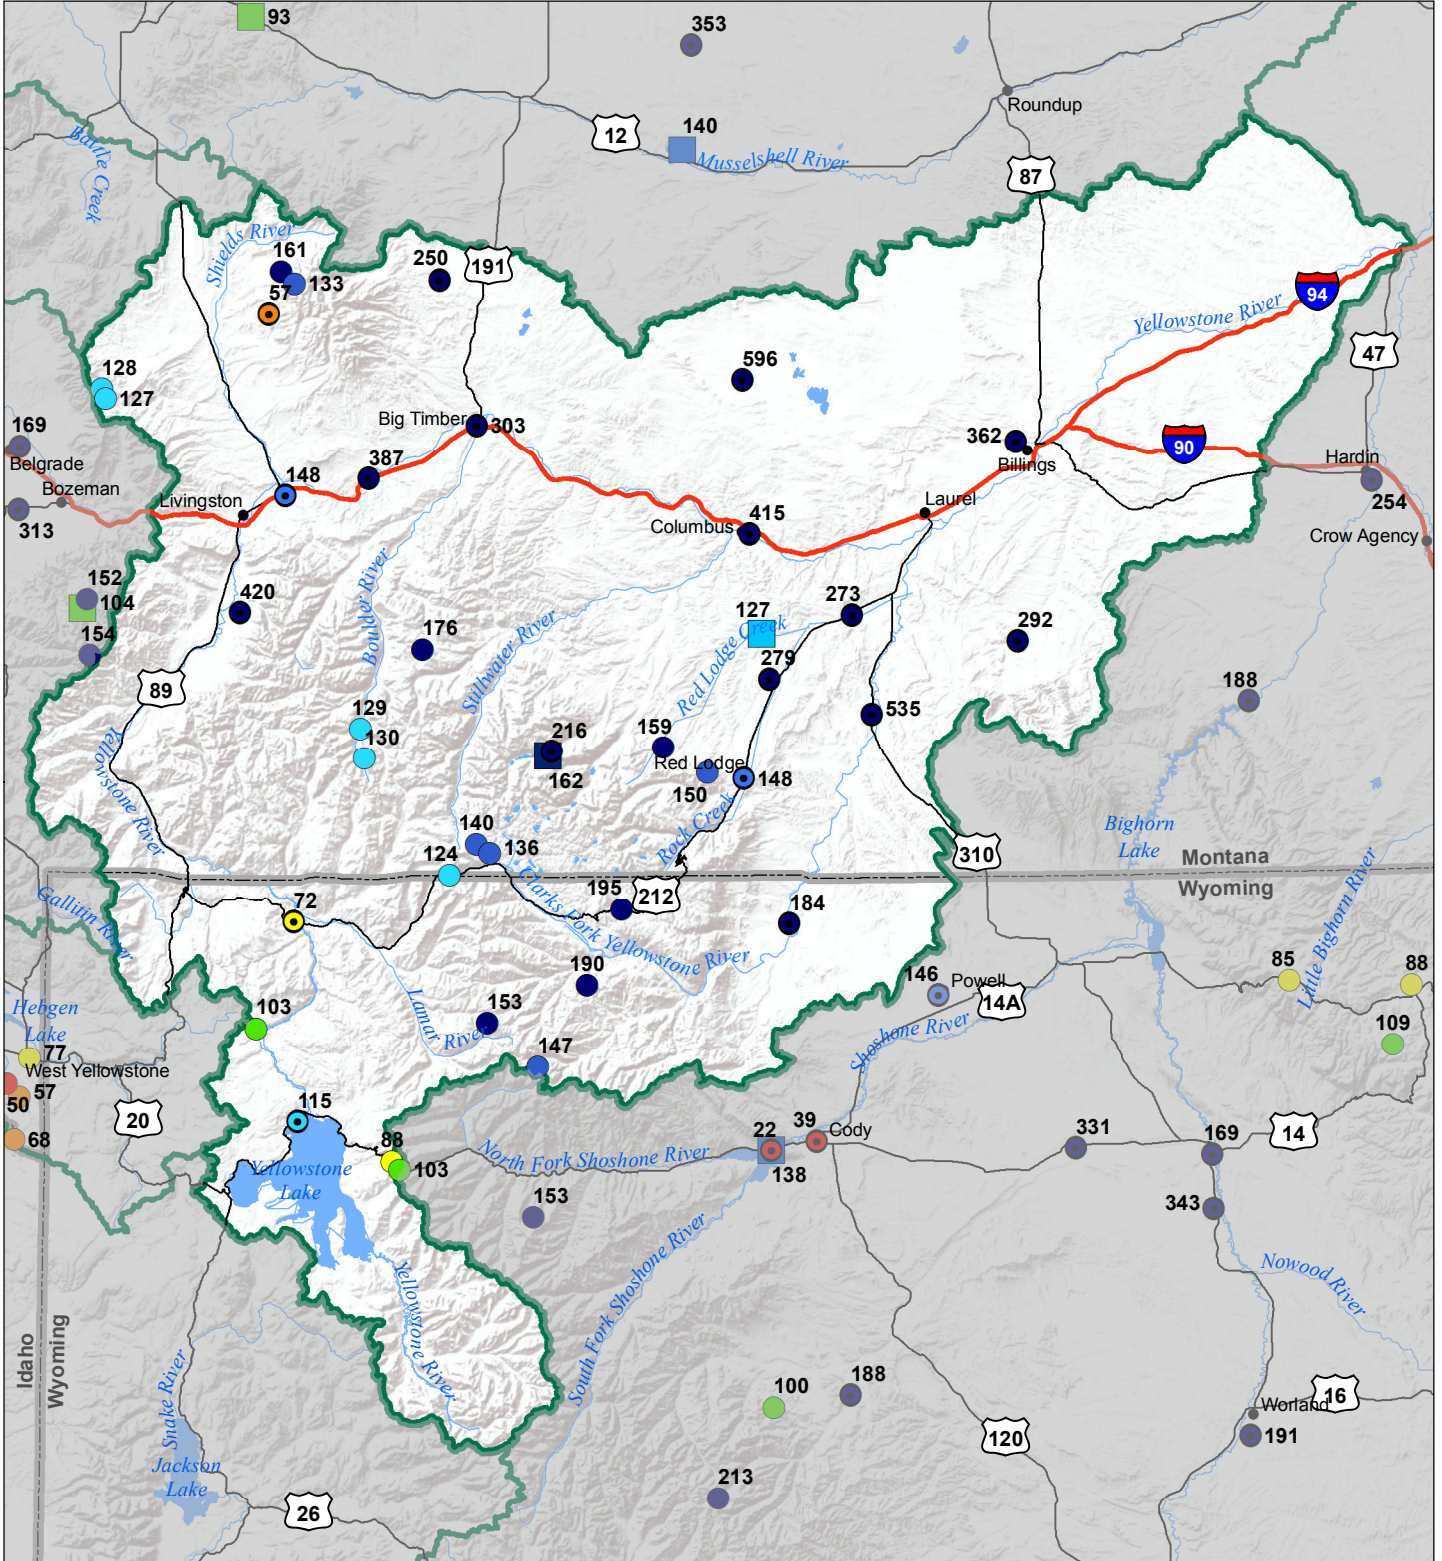 93
353
Roundup
12
140
Musselshell River
87
Battle Creek
Shields River
161
133
57
250
191
94
Yellowstone River
47
128
127
596
169
Belgrade
Big Timber
303
362
Billings
90
Hardin
254
387
148
Bozeman
Livingston
313
Laurel
Columbus
415
Crow Agency
152
104
154
420
Boulder River
176
Stillwater River
127
Red Lodge Creek
273
279
292
188
89
Yellowstone River
129
130
216
162
159
Red Lodge
150
148
535
Rock Creek
140
136
124
310
Bighorn
Lake
Montana
Wyoming
Little Bighorn River
Gallitin River
72
195
212
Clarks Fork Yellowstone River
184
190
153
147
Lamar River
146
Powell
14A
Shoshone River
85
88
109
Hebgen
Lake
77
West Yellowstone
57
50
68
20
103
115
88
103
Yellowstone
Lake
North Fork Shoshone River
22
138
39
Cody
331
169
14
343
153
South Fork Shoshone River
Nowood River
Yellowstone River
Idaho
Wyoming
Snake River
Jackson
Lake
26
100
188
213
120
Worland
16
191